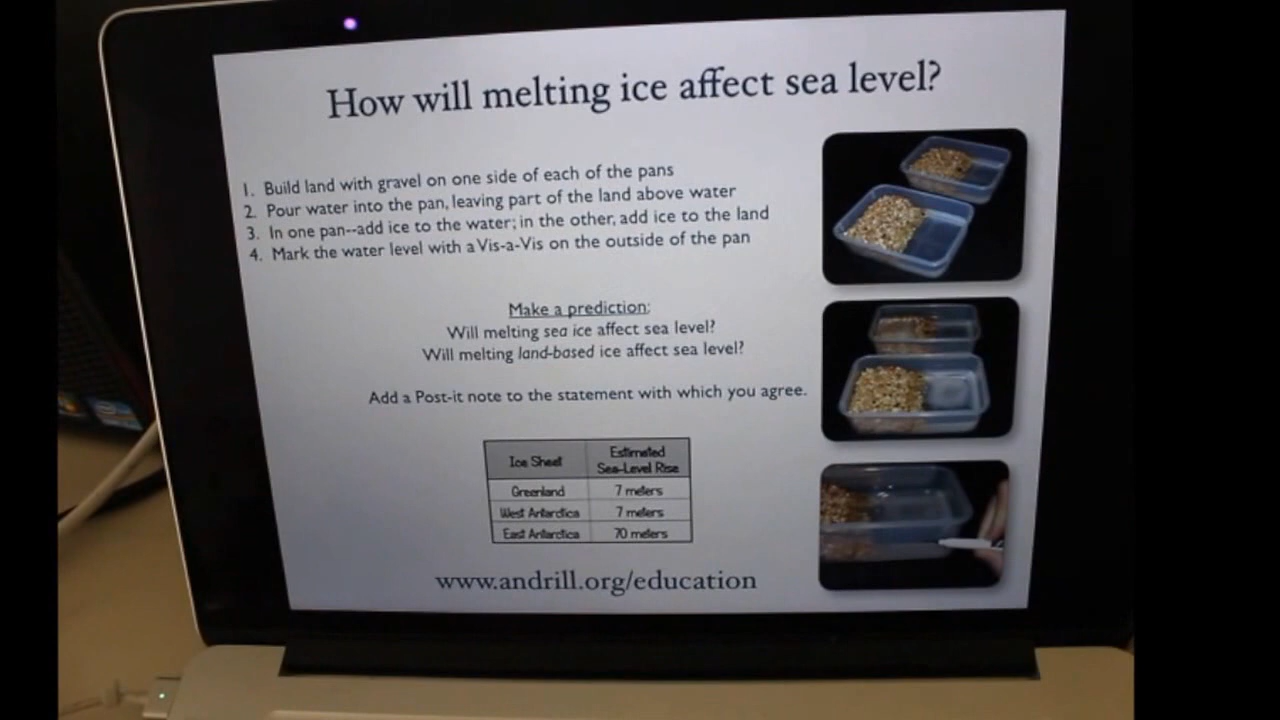 How will melting ice affect sea level?
1. Build land with gravel on one side of each of the pans
2. Pour water into the pan, leaving part of the land above water
3. In one pan--add ice to the water; in the other, add ice to the land
4. Mark the water level with a Vis-a-Vis on the outside of the pan
Make a prediction:
Will melting sea ice affect sea level?
Will melting land-based ice affect sea level?
Add a Post-it note to the statement with which you agree.
Ice Sheet Estimated
Sea-Level Rise
Greenland 7 meters
West Antarctica 7 meters
East Antarctica 70 meters
www.andrill.org/education